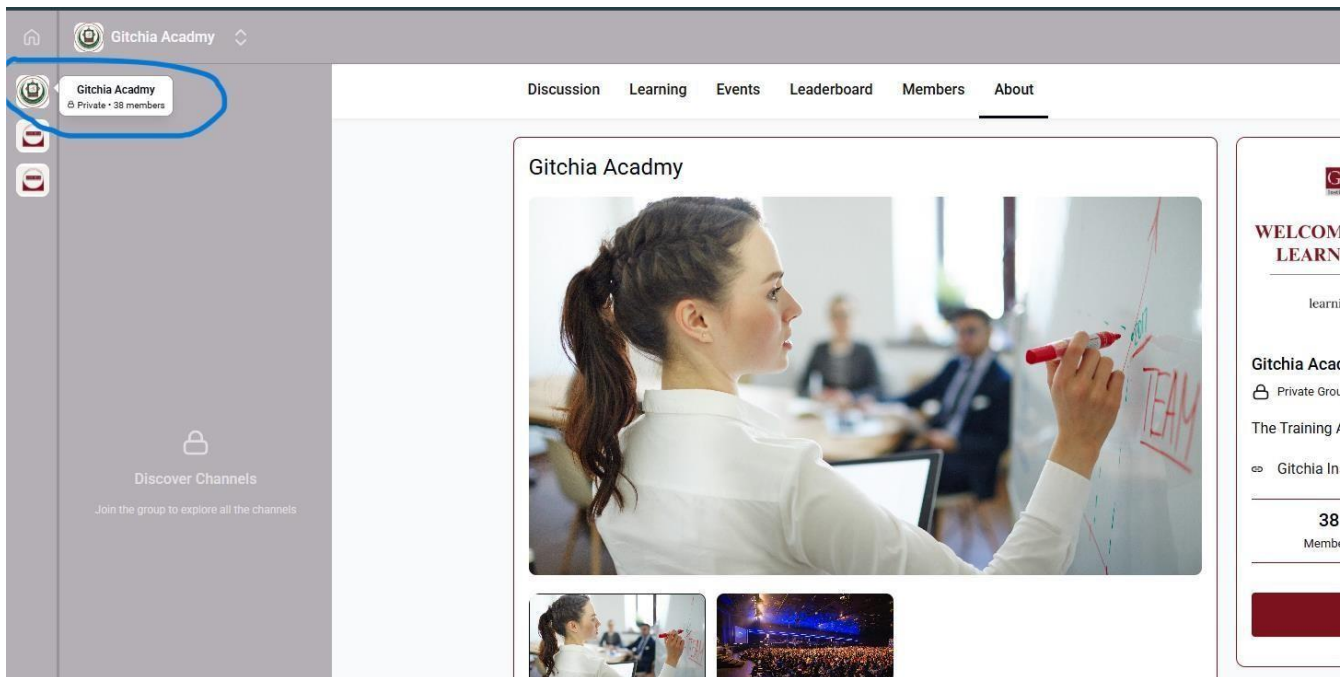 Gitchia Acadmy
Gitchia Acadmy
Private • 38 members
Discover Channels
Join the group to explore all the channels
Discussion Learning Events Leaderboard Members About
Gitchia Acadmy
TEAM
WELCOM
LEARN
learni
Gitchia Acad
Private Grou
The Training A
Gitchia In
38
Membe